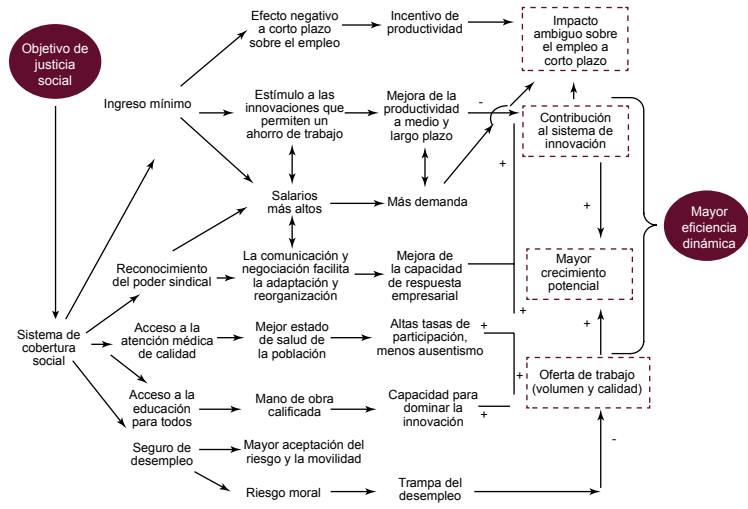 Objetivo de
justicia
social
Efecto negativo
a corto plazo
sobre el empleo
Incentivo de
productividad
Impacto
ambiguo sobre
el empleo a
corto plazo
Ingreso mínimo
Estímulo a las
innovaciones que
permiten un
ahorro de trabajo
Mejora de la
productividad
a medio y
largo plazo
-
Contribución
al sistema de
innovación
+
Salarios
más altos
Más demanda
+
Mayor
eficiencia
dinámica
Reconocimiento
del poder sindical
La comunicación y
negociación facilita
la adaptación y
reorganización
Mejora de
la capacidad
de respuesta
empresarial
Mayor
crecimiento
potencial
+
+
Sistema de
cobertura
social
Acceso a la
atención médica
de calidad
Mejor estado
de salud de
la población
Altas tasas de
participación,
menos ausentismo
+
+
Oferta de trabajo
(volumen y calidad)
Acceso a la
educación
para todos
Mano de obra
calificada
Capacidad para
dominar la
innovación
+
Seguro de
desempleo
Mayor aceptación del
riesgo y la movilidad
-
Riesgo moral
Trampa del
desempleo